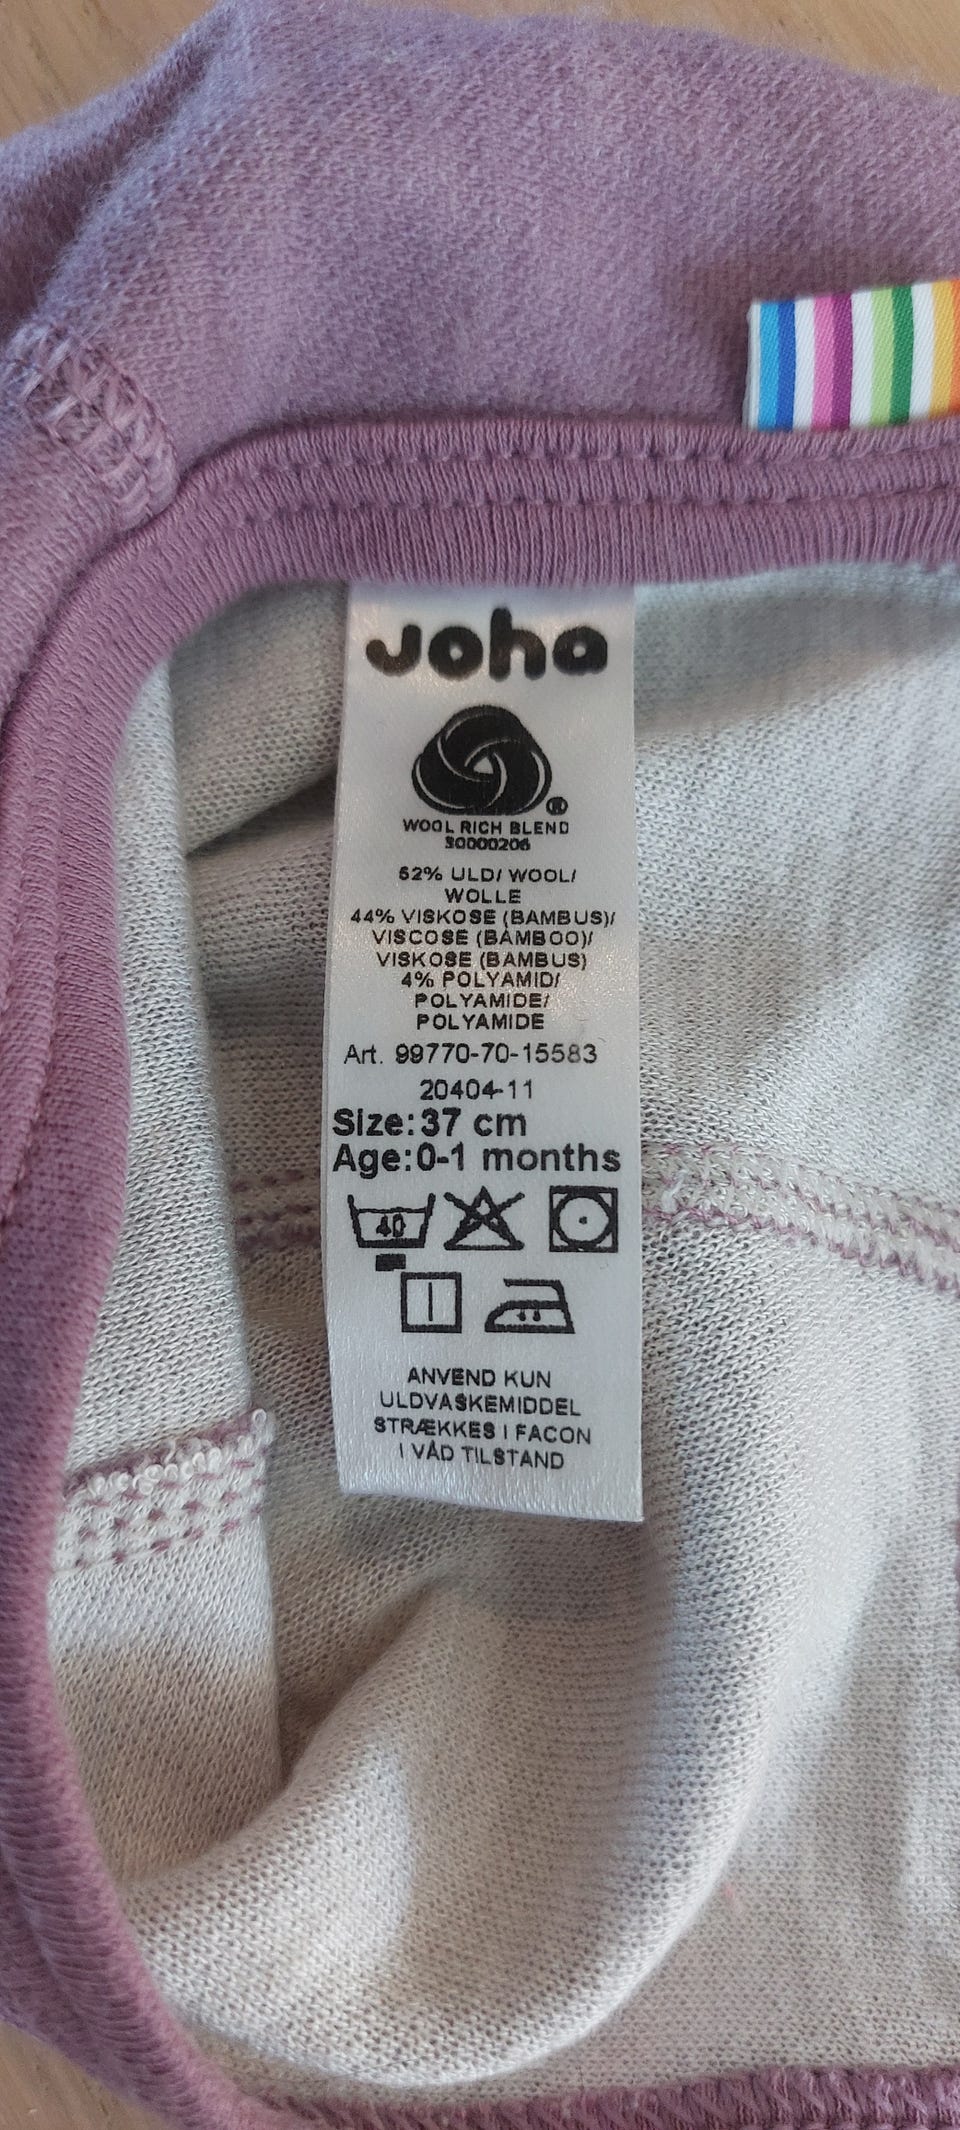 Joha
®
WOOL RICH BLEND
30000206
52% ULD/ WOOL/
WOLLE
44% VISKOSE (BAMBUS)/
VISCOSE (BAMBOO)/
VISKOSE (BAMBUS)
4% POLYAMID/
POLYAMIDE/
POLYAMIDE
Art. 99770-70-15583
20404-11
Size: 37 cm
Age: 0-1 months
40
ANVEND KUN
ULDVASKEMIDDEL
STRÆKKES I FACON
I VÅD TILSTAND